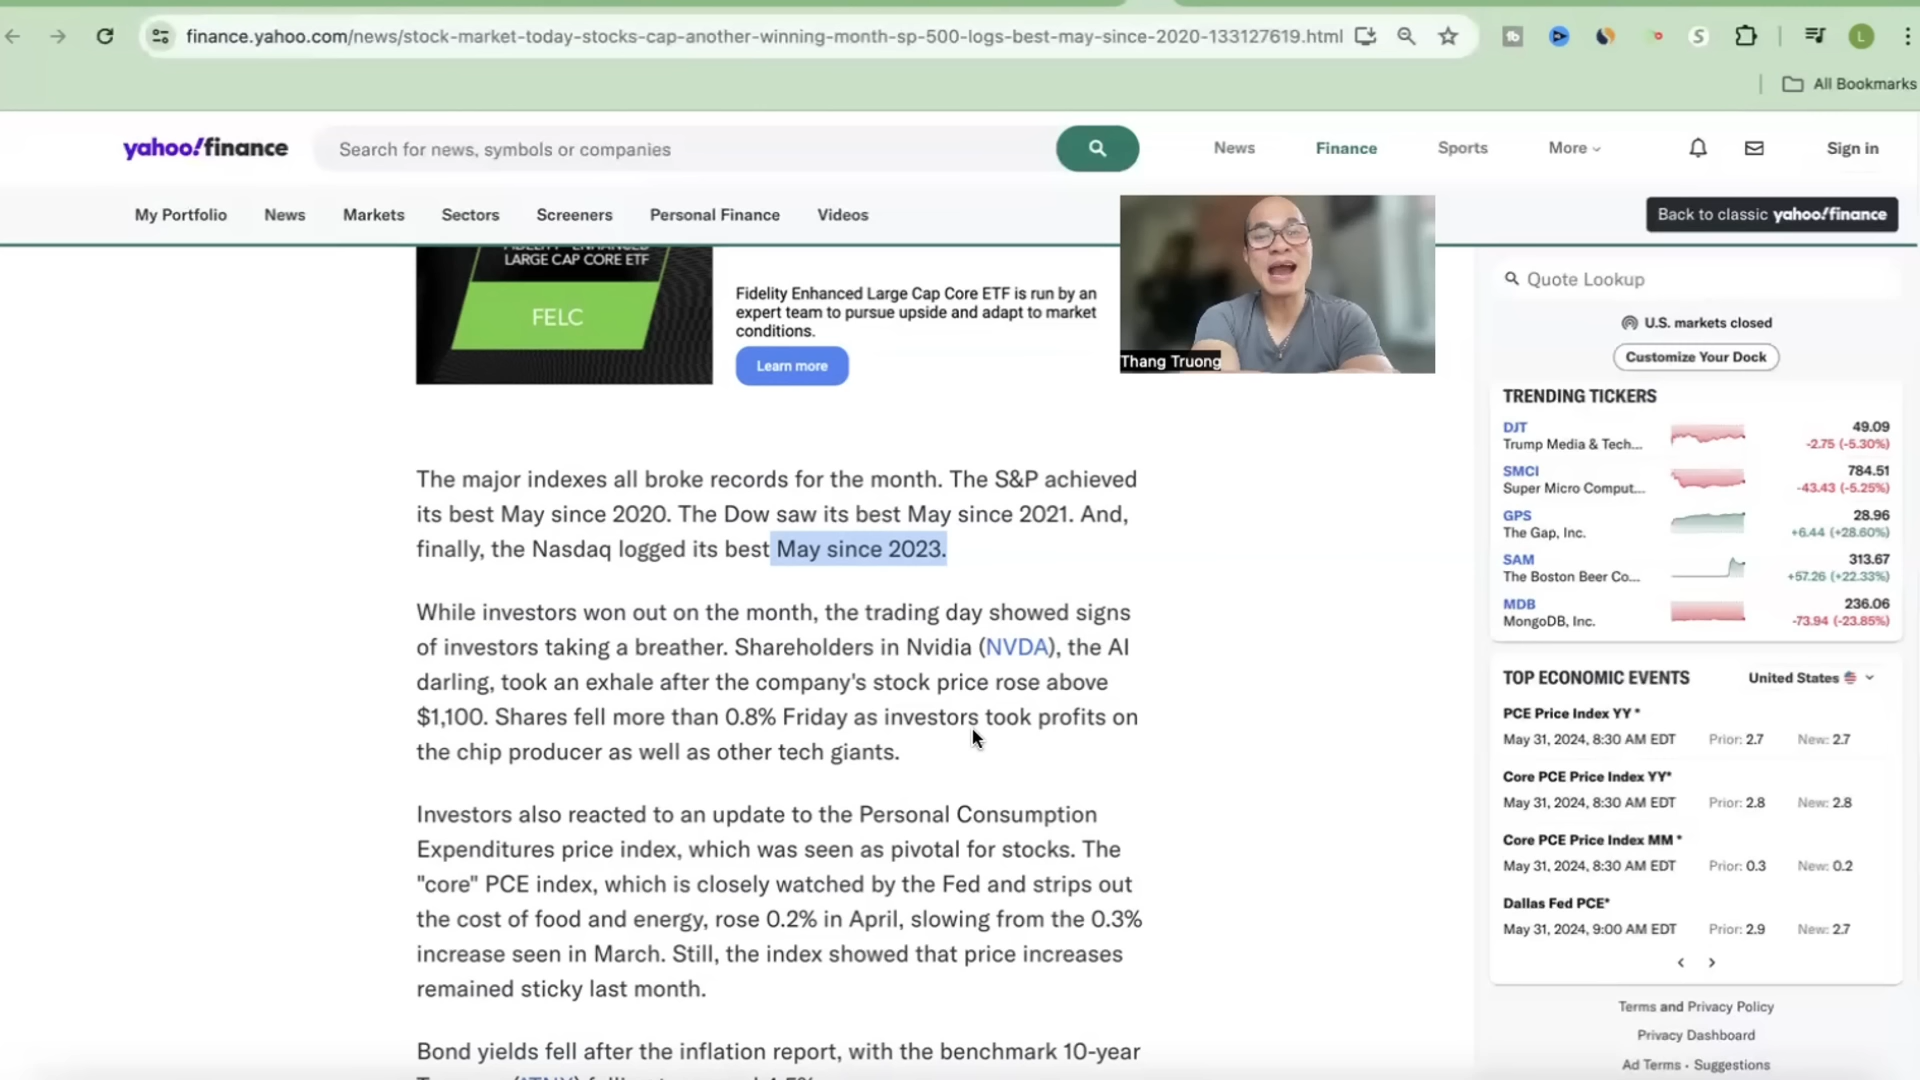 finance.yahoo.com/news/stock-market-today-stocks-cap-another-winning-month-sp-500-logs-best-may-since-2020-133127619.html
L
All Bookmarks
yahoo!finance
Search for news, symbols or companies
News
Finance
Sports
More
Sign in
My Portfolio
News
Markets
Sectors
Screeners
Personal Finance
Videos
Back to classic yahoo!finance
LARGE CAP CORE ETF
FELC
Fidelity Enhanced Large Cap Core ETF is run by an
expert team to pursue upside and adapt to market
conditions.
Learn more
Thang Truong
The major indexes all broke records for the month. The S&P achieved
its best May since 2020. The Dow saw its best May since 2021. And,
finally, the Nasdaq logged its best May since 2023.
While investors won out on the month, the trading day showed signs
of investors taking a breather. Shareholders in Nvidia (NVDA), the AI
darling, took an exhale after the company's stock price rose above
$1,100. Shares fell more than 0.8% Friday as investors took profits on
the chip producer as well as other tech giants.
Investors also reacted to an update to the Personal Consumption
Expenditures price index, which was seen as pivotal for stocks. The
"core" PCE index, which is closely watched by the Fed and strips out
the cost of food and energy, rose 0.2% in April, slowing from the 0.3%
increase seen in March. Still, the index showed that price increases
remained sticky last month.
Bond yields fell after the inflation report, with the benchmark 10-year
Quote Lookup
U.S. markets closed
Customize Your Dock
TRENDING TICKERS
DJT 49.09
Trump Media & Tech... -2.75 (-5.30%)
SMCI 784.51
Super Micro Comput... -43.43 (-5.25%)
GPS 28.96
The Gap, Inc. +6.44 (+28.60%)
SAM 313.67
The Boston Beer Co... +57.26 (+22.33%)
MDB 236.06
MongoDB, Inc. -73.94 (-23.85%)
TOP ECONOMIC EVENTS United States
PCE Price Index YY *
May 31, 2024, 8:30 AM EDT Prior: 2.7 New: 2.7
Core PCE Price Index YY*
May 31, 2024, 8:30 AM EDT Prior: 2.8 New: 2.8
Core PCE Price Index MM *
May 31, 2024, 8:30 AM EDT Prior: 0.3 New: 0.2
Dallas Fed PCE*
May 31, 2024, 9:00 AM EDT Prior: 2.9 New: 2.7
Terms and Privacy Policy
Privacy Dashboard
Ad Terms • Suggestions